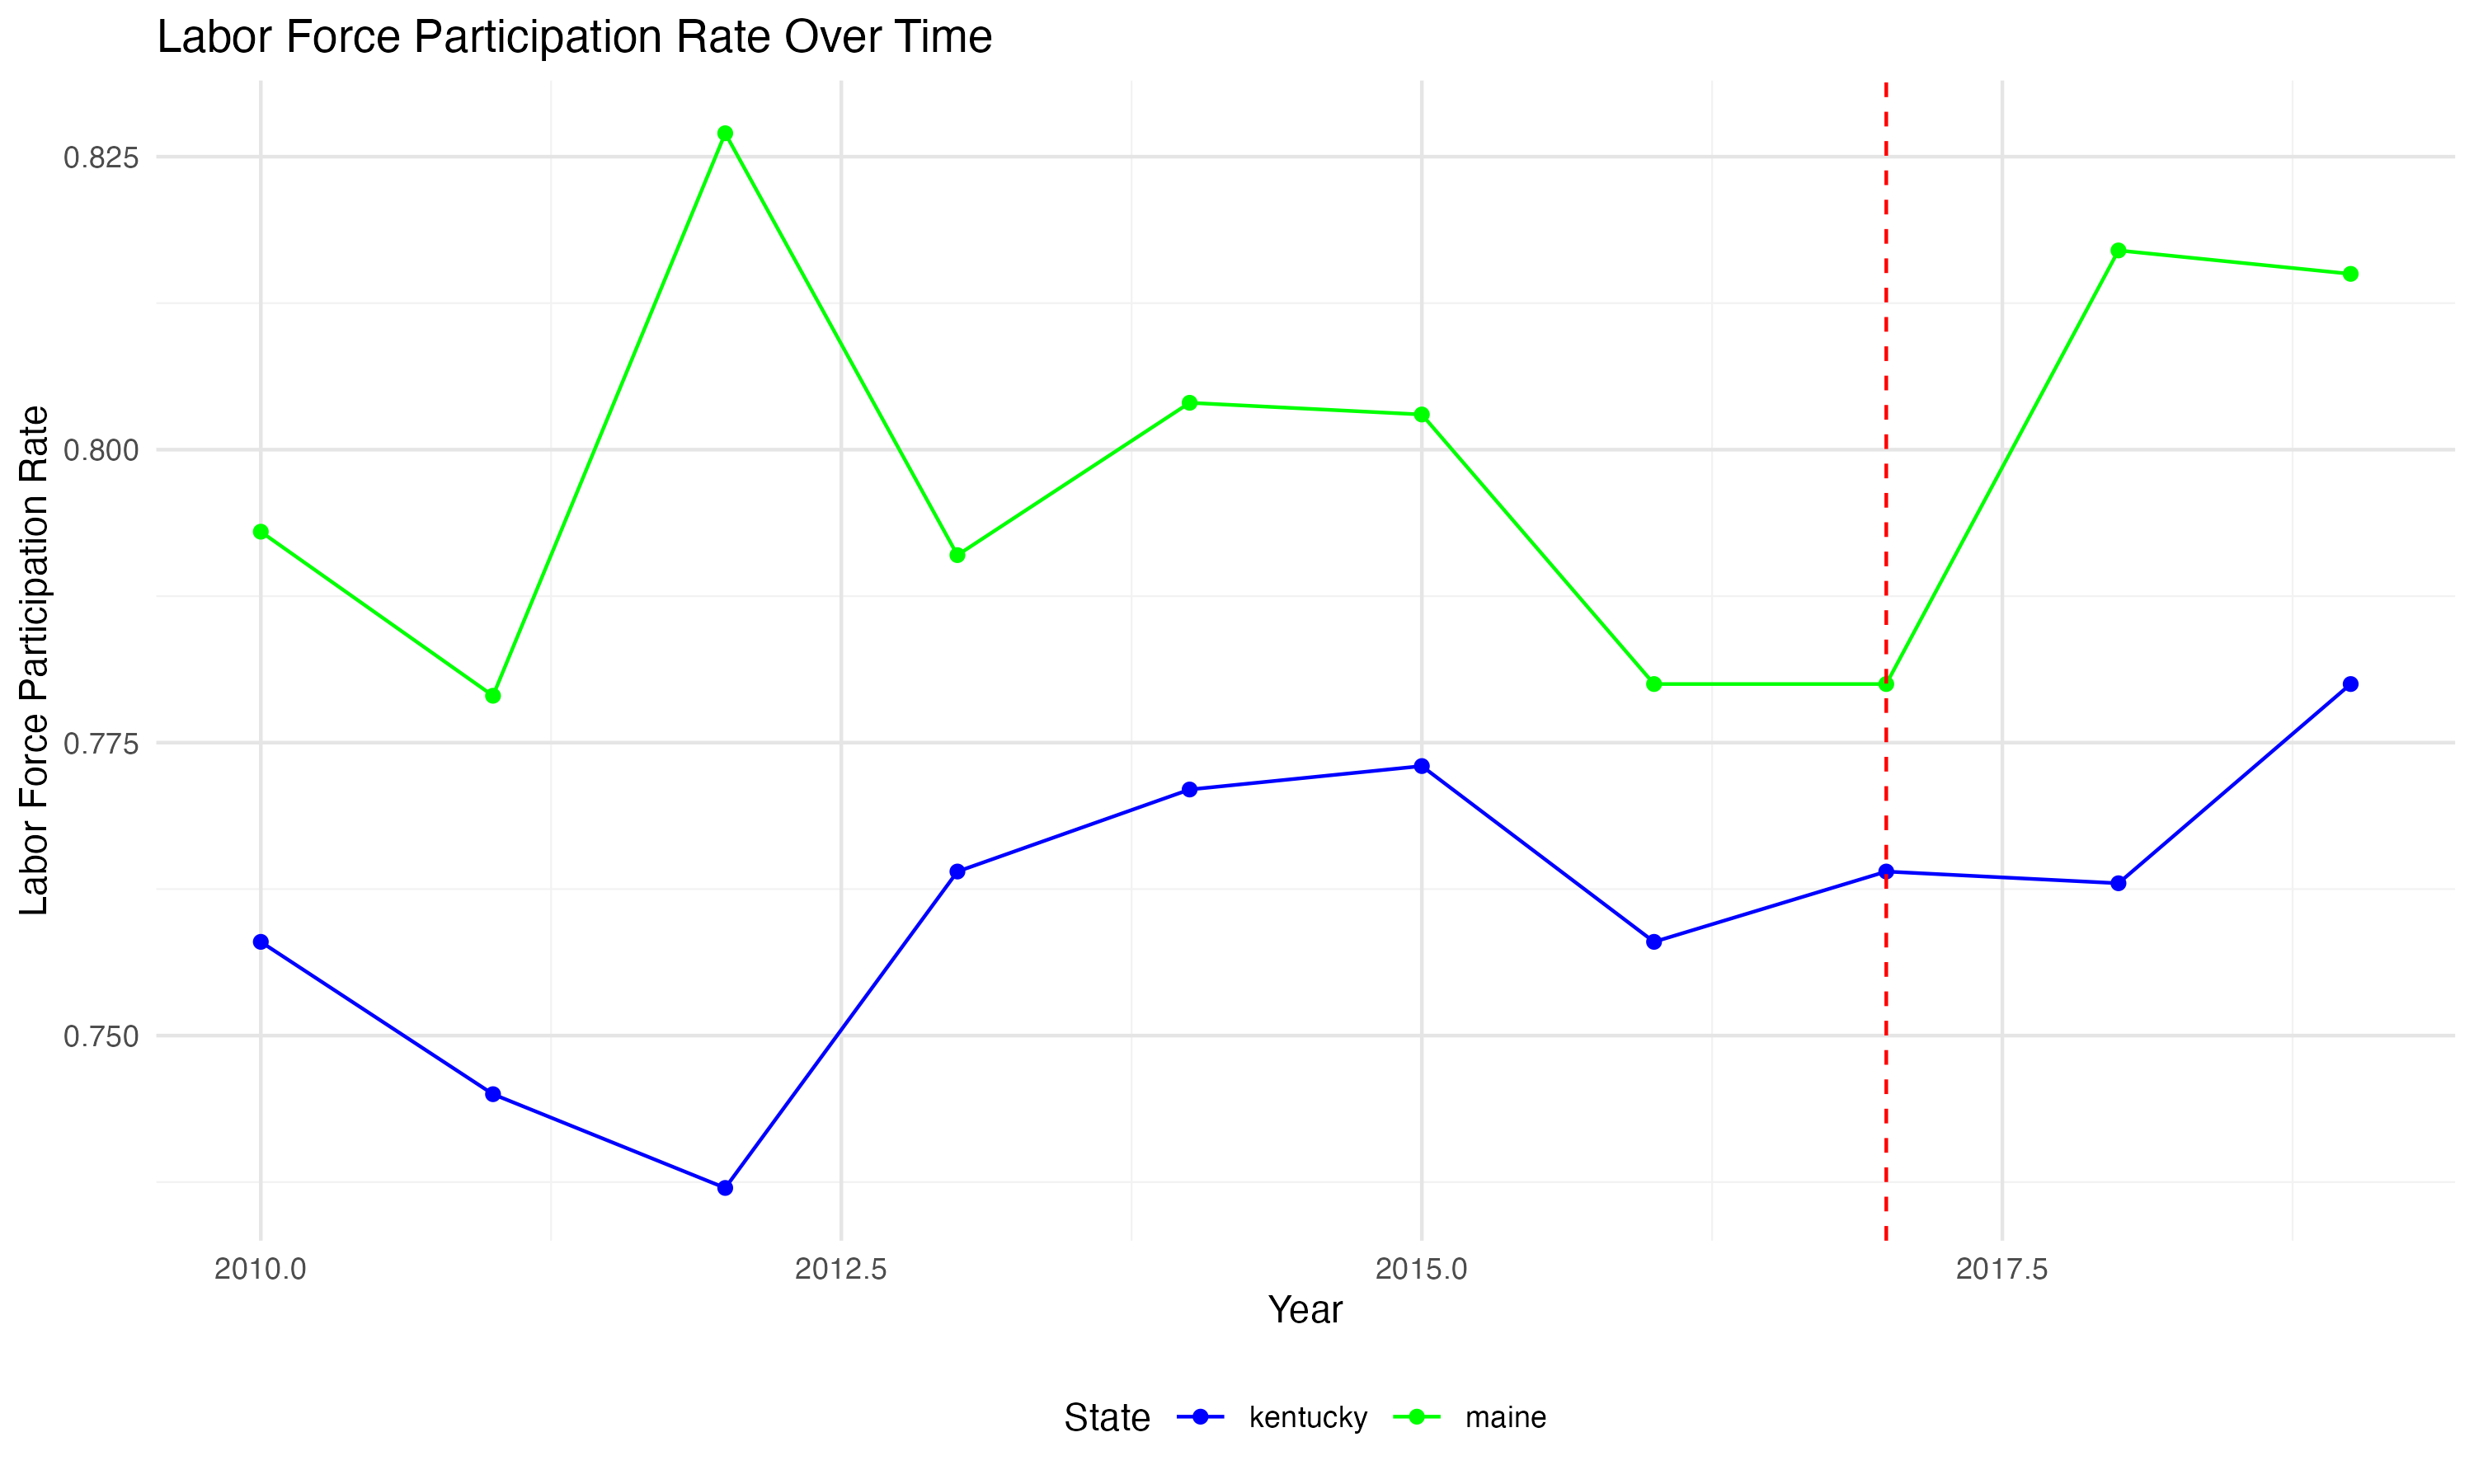 Labor Force Participation Rate Over Time
Labor Force Participation Rate
0.825
0.800
0.775
0.750
2010.0 2012.5 2015.0 2017.5
Year
State kentucky maine